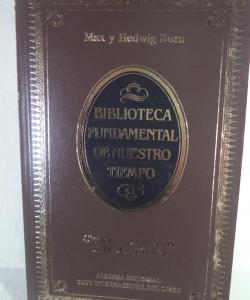 Max y Hedwig Born
BIBLIOTECA
FUNDAMENTAL
DE NUESTRO
TIEMPO
ALIANZA EDITORIAL
CLUB INTERNACIONAL DEL LIBRO